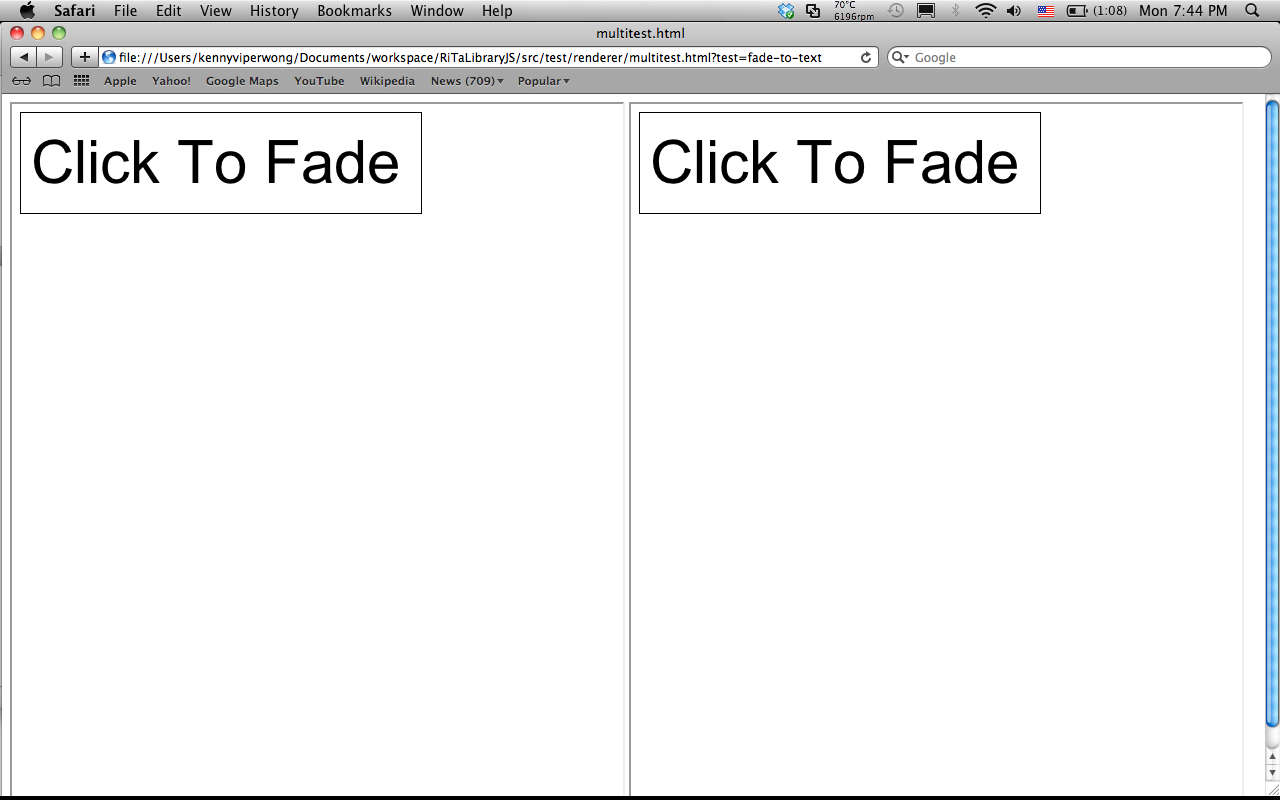 Safari File Edit View History Bookmarks Window Help 70°C 6196rpm (1:08) Mon 7:44 PM
multitest.html
file:///Users/kennyviperwong/Documents/workspace/RiTaLibraryJS/src/test/renderer/multitest.html?test=fade-to-text Google
Apple Yahoo! Google Maps YouTube Wikipedia News (709) Popular
Click To Fade Click To Fade